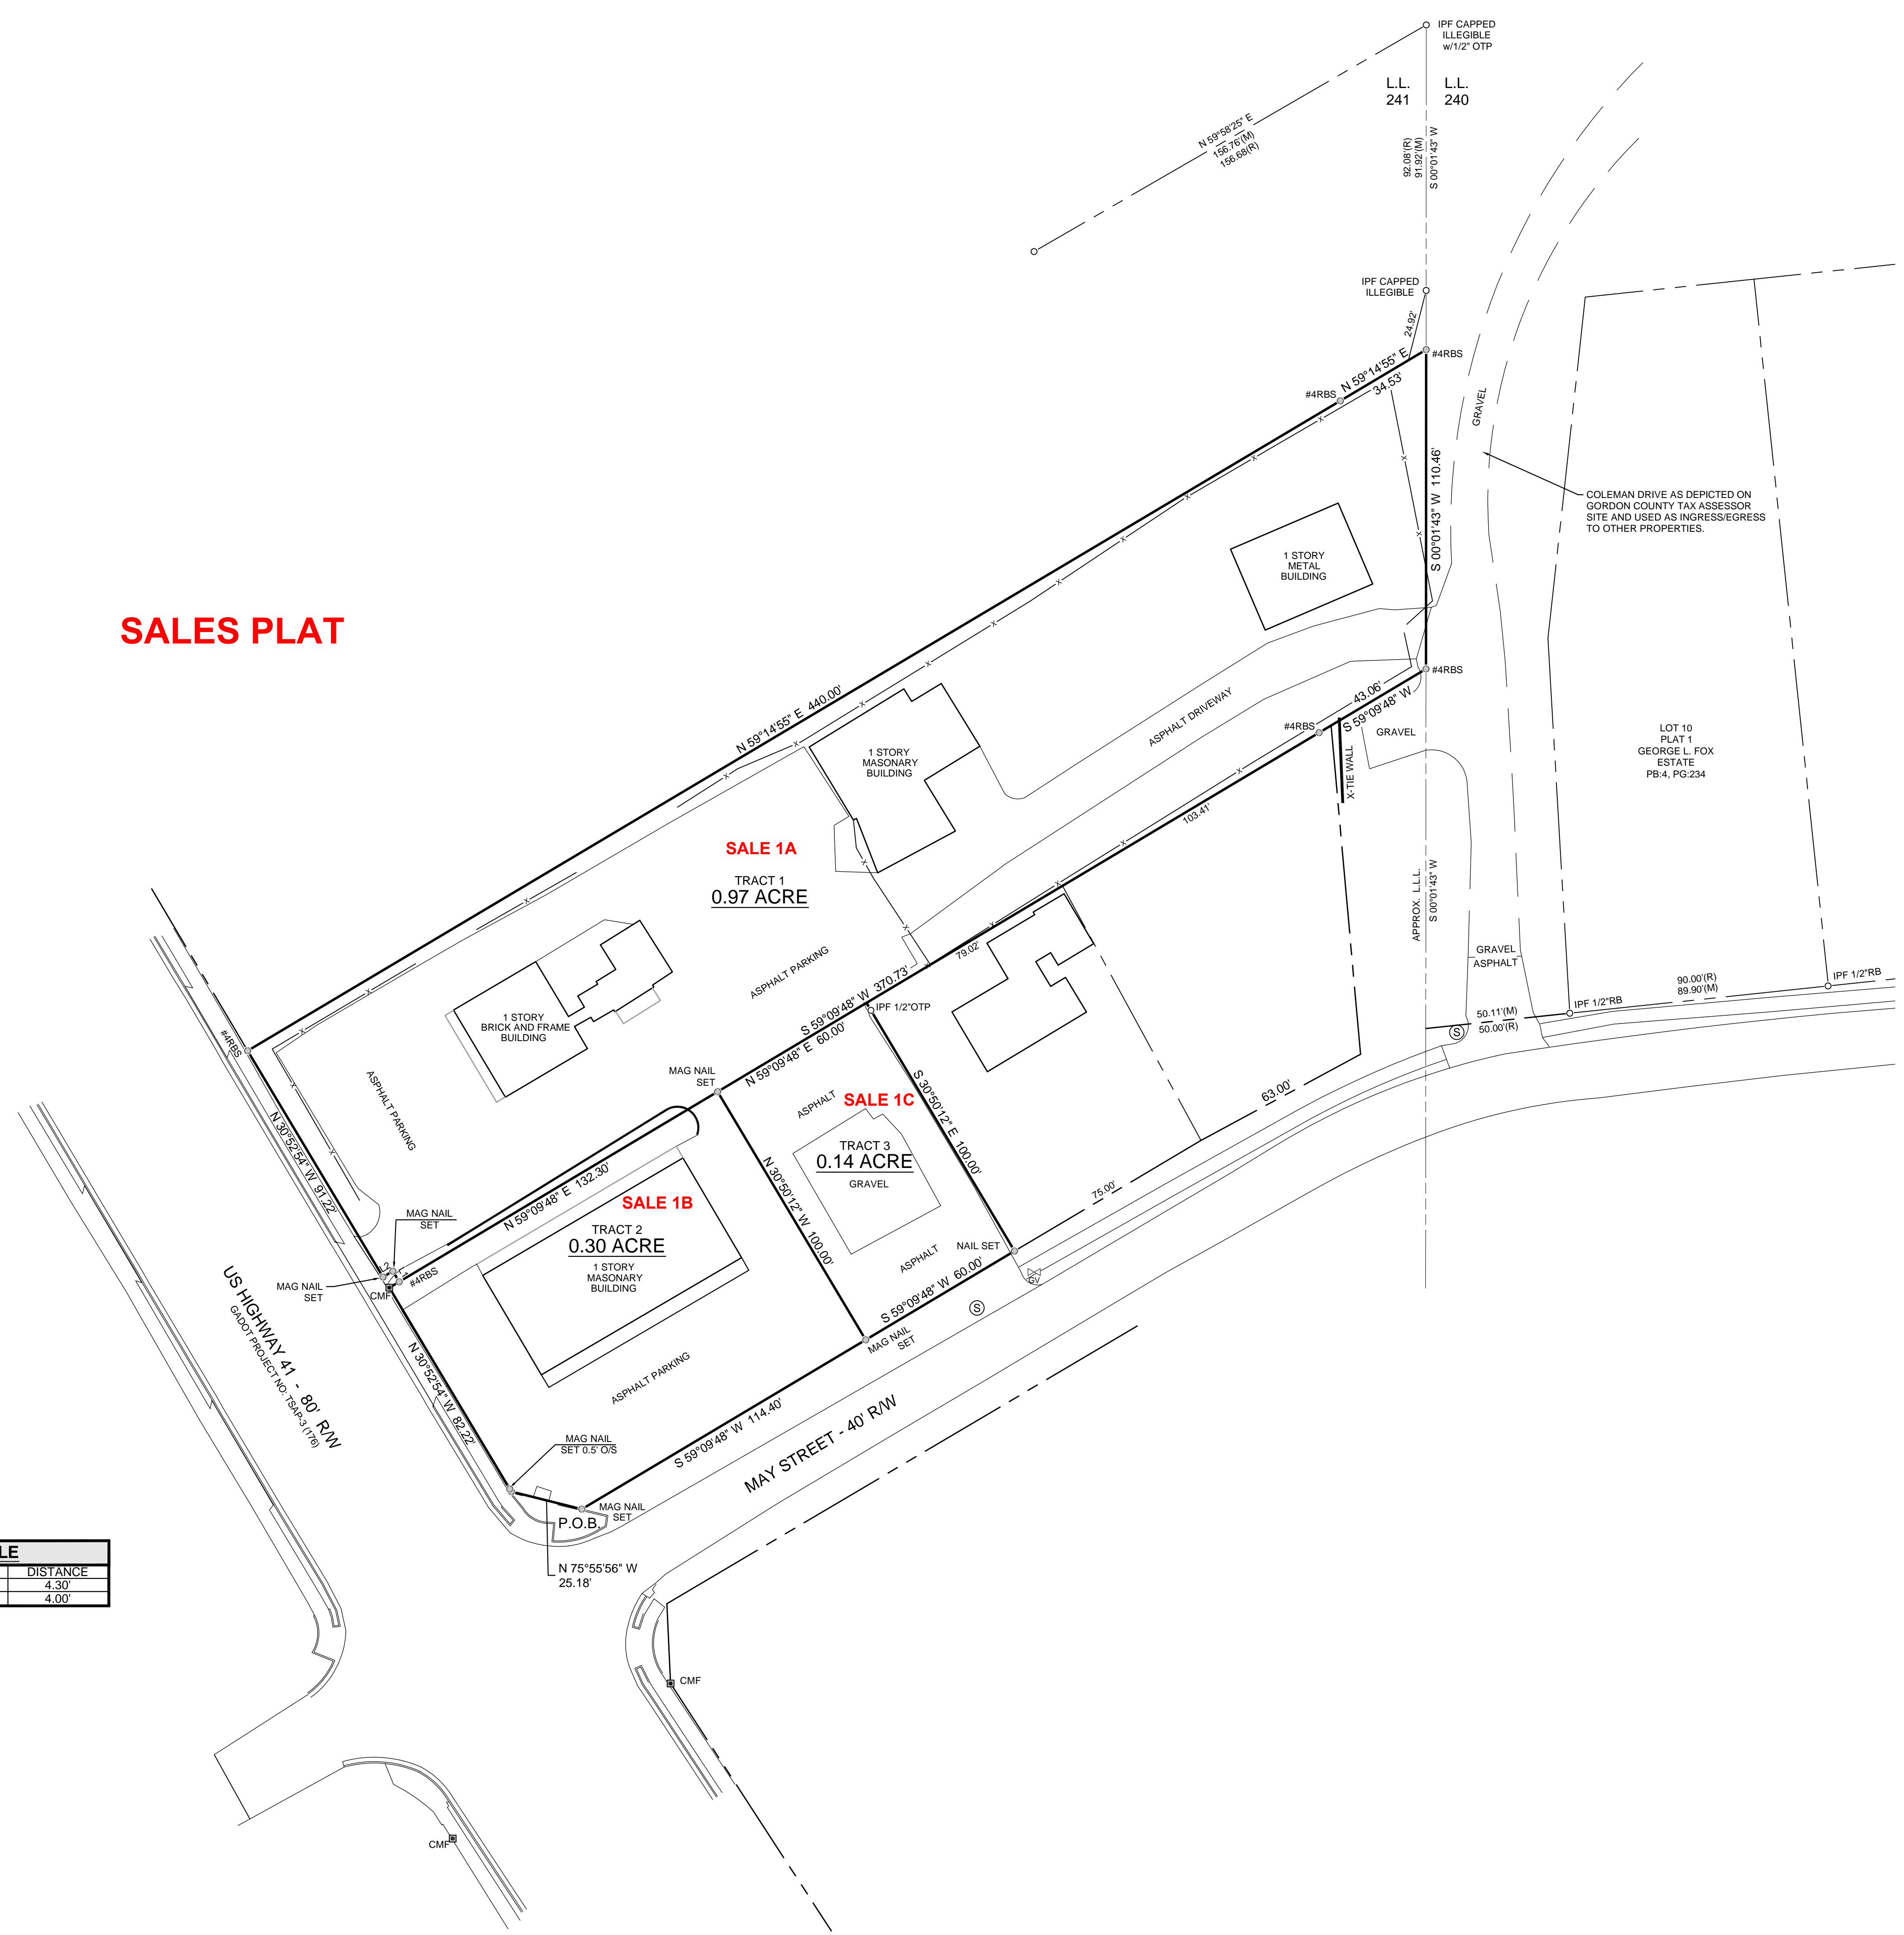 IPF CAPPED
ILLEGIBLE
w/1/2" OTP
L.L.
241
L.L.
240
N 59°58'25" E
156.76'(M)
156.68(R)
92.08'(R)
91.92'(M)
S 00°01'43" W
IPF CAPPED
ILLEGIBLE
24.92'
#4RBS
N 59°14'55" E
34.53'
#4RBS
GRAVEL
S 00°01'43" W 110.46'
COLEMAN DRIVE AS DEPICTED ON
GORDON COUNTY TAX ASSESSOR
SITE AND USED AS INGRESS/EGRESS
TO OTHER PROPERTIES.
1 STORY
METAL
BUILDING
SALES PLAT
#4RBS
N 59°14'55" E 440.00'
43.06'
S 59°09'48" W
#4RBS
GRAVEL
ASPHALT DRIVEWAY
X-TIE WALL
LOT 10
PLAT 1
GEORGE L. FOX
ESTATE
PB:4, PG:234
1 STORY
MASONARY
BUILDING
103.41'
SALE 1A
TRACT 1
0.97 ACRE
APPROX. L.L.L.
S 00°01'43" W
79.02'
ASPHALT PARKING
GRAVEL
ASPHALT
S 59°09'48" W 370.73'
N 59°09'48" E 60.00'
IPF 1/2"OTP
90.00'(R)
89.90'(M)
IPF 1/2"RB
IPF 1/2"RB
50.11'(M)
50.00'(R)
S
1 STORY
BRICK AND FRAME
BUILDING
#4RBS
ASPHALT PARKING
MAG NAIL
SET
ASPHALT
SALE 1C
S 30°50'12" E 100.00'
63.00'
N 30°52'54" W 91.22'
TRACT 3
0.14 ACRE
GRAVEL
N 59°09'48" E 132.30'
SALE 1B
N 30°50'12" W 100.00'
75.00'
MAG NAIL
SET
TRACT 2
0.30 ACRE
1 STORY
MASONARY
BUILDING
NAIL SET
ASPHALT
GV
#4RBS
MAG NAIL
SET
CMF
S 59°09'48" W 60.00'
S
US HIGHWAY 41 - 80' R/W
GADOT PROJECT NO: TSAP-3 (176)
MAG NAIL
SET
N 30°52'54" W 82.22'
ASPHALT PARKING
S 59°09'48" W 114.40'
MAY STREET - 40' R/W
MAG NAIL
SET 0.5' O/S
MAG NAIL
SET
P.O.B.
N 75°55'56" W
25.18'
LE
DISTANCE
4.30'
4.00'
CMF
CMF